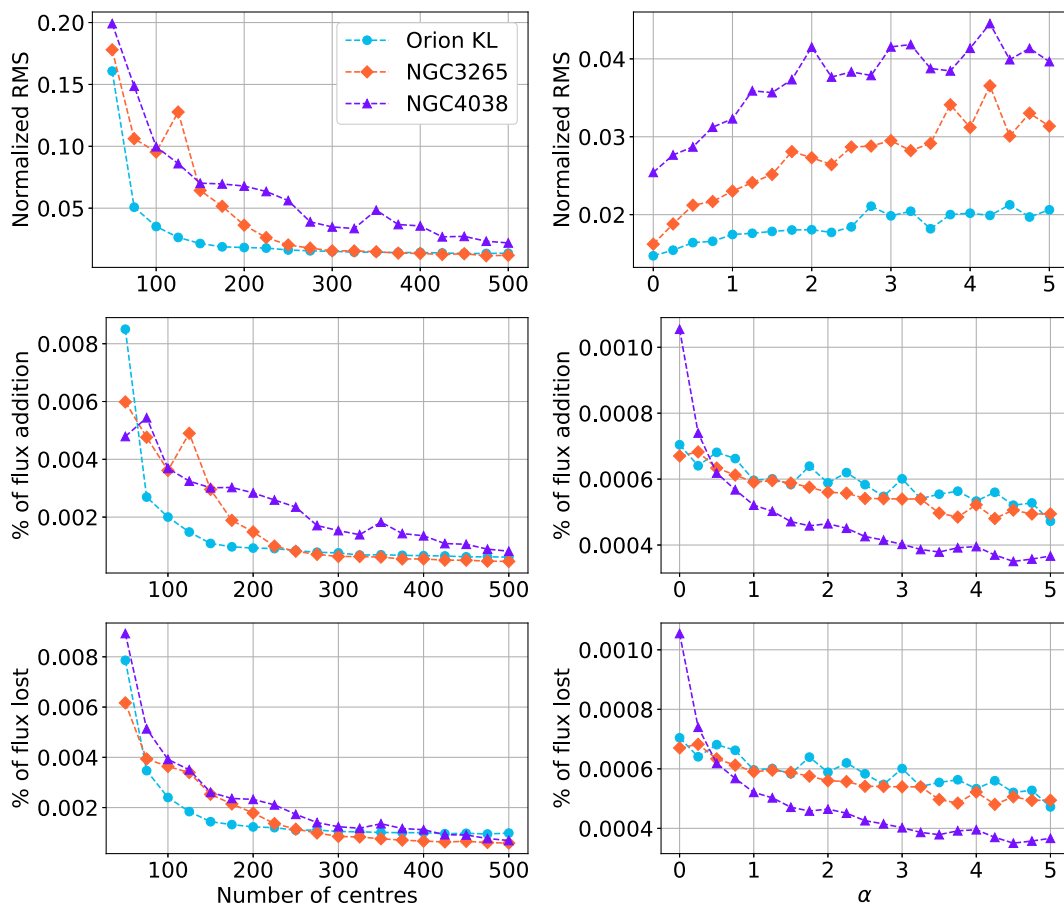 Normalized RMS
0.20
0.15
0.10
0.05
100 200 300 400 500
Orion KL
NGC3265
NGC4038
Normalized RMS
0.04
0.03
0.02
0 1 2 3 4 5
% of flux addition
0.008
0.006
0.004
0.002
100 200 300 400 500
% of flux addition
0.0010
0.0008
0.0006
0.0004
0 1 2 3 4 5
% of flux lost
0.008
0.006
0.004
0.002
100 200 300 400 500
Number of centres
% of flux lost
0.0010
0.0008
0.0006
0.0004
0 1 2 3 4 5
α